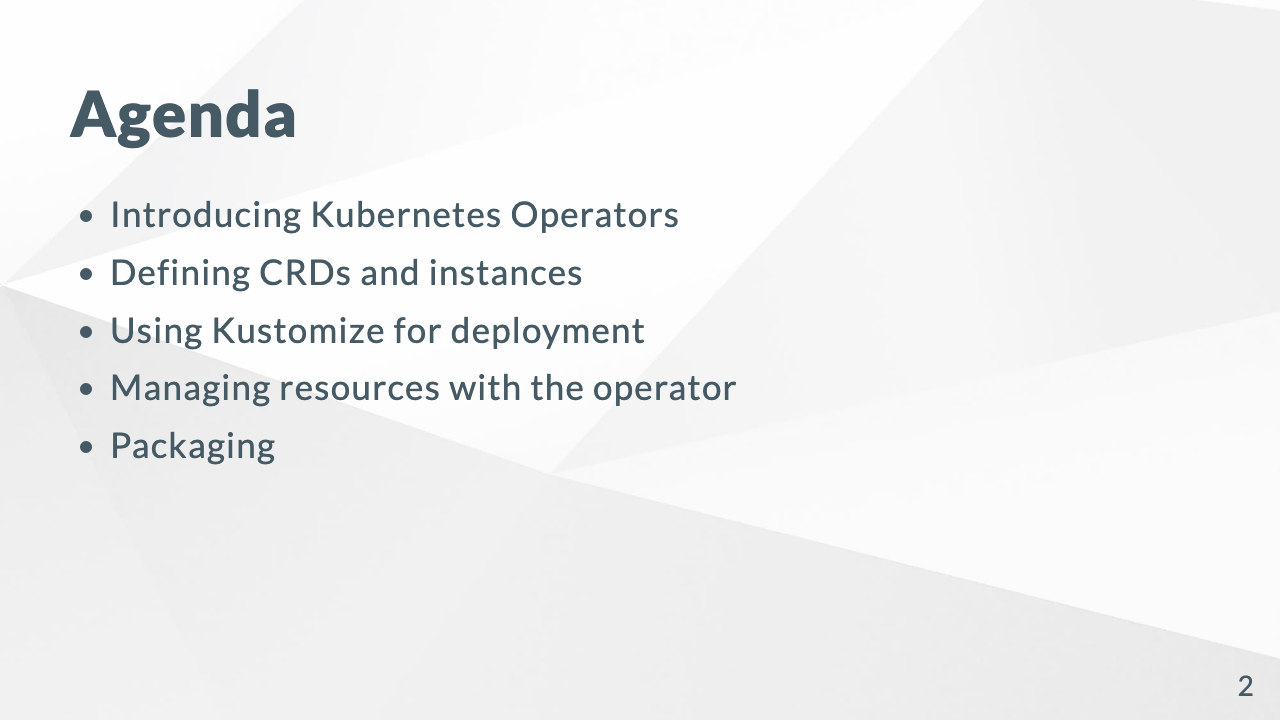 Agenda
• Introducing Kubernetes Operators
• Defining CRDs and instances
• Using Kustomize for deployment
• Managing resources with the operator
• Packaging
2